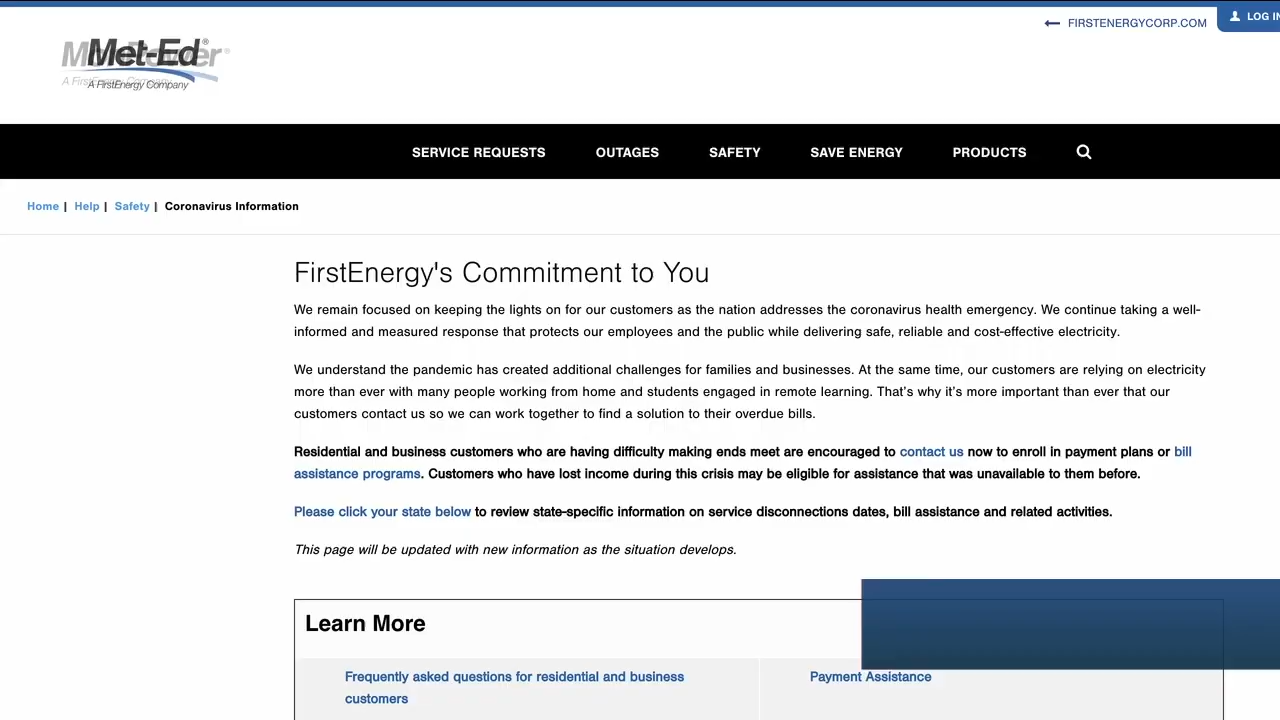 FIRSTENERGYCORP.COM
LOG IN
Met-Ed®
A FirstEnergy Company
SERVICE REQUESTS OUTAGES SAFETY SAVE ENERGY PRODUCTS
Home | Help | Safety | Coronavirus Information
FirstEnergy's Commitment to You
We remain focused on keeping the lights on for our customers as the nation addresses the coronavirus health emergency. We continue taking a well-
informed and measured response that protects our employees and the public while delivering safe, reliable and cost-effective electricity.
We understand the pandemic has created additional challenges for families and businesses. At the same time, our customers are relying on electricity
more than ever with many people working from home and students engaged in remote learning. That’s why it’s more important than ever that our
customers contact us so we can work together to find a solution to their overdue bills.
Residential and business customers who are having difficulty making ends meet are encouraged to contact us now to enroll in payment plans or bill
assistance programs. Customers who have lost income during this crisis may be eligible for assistance that was unavailable to them before.
Please click your state below to review state-specific information on service disconnections dates, bill assistance and related activities.
This page will be updated with new information as the situation develops.
Learn More
Frequently asked questions for residential and business
customers
Payment Assistance